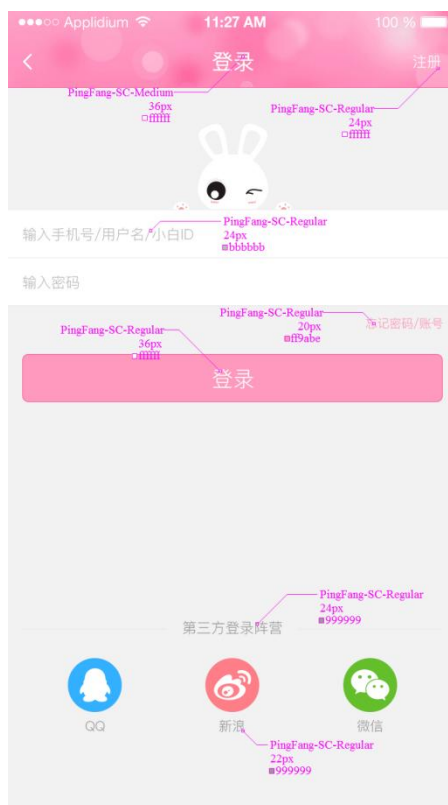 ●●●○○ Applidium 11:27 AM 100 %
登录 注册
PingFang-SC-Medium
36px
ffffff
PingFang-SC-Regular
24px
ffffff
输入手机号/用户名/小白ID
PingFang-SC-Regular
24px
bbbbbb
输入密码
PingFang-SC-Regular
20px
ff9abe
忘记密码/账号
PingFang-SC-Regular
36px
ffffff
登录
PingFang-SC-Regular
24px
999999
第三方登录阵营
QQ 新浪 微信
PingFang-SC-Regular
22px
999999